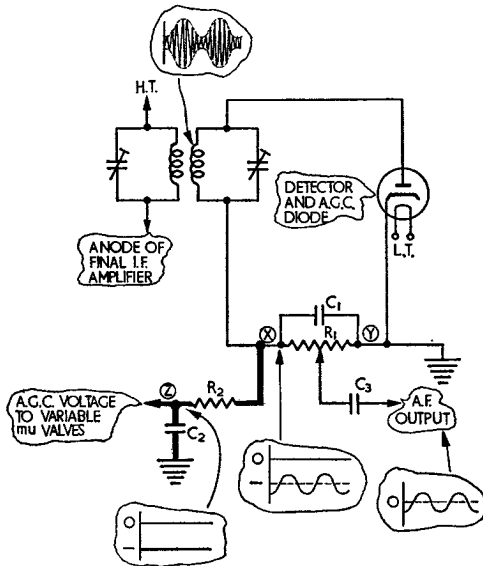 H.T.
DETECTOR
AND A.G.C.
DIODE
L.T.
ANODE OF
FINAL I.F.
AMPLIFIER
C1
X
R1
Y
A.G.C. VOLTAGE
TO VARIABLE
mu VALVES
Z
R2
C2
C3
A.F.
OUTPUT
O
−
O
−
O